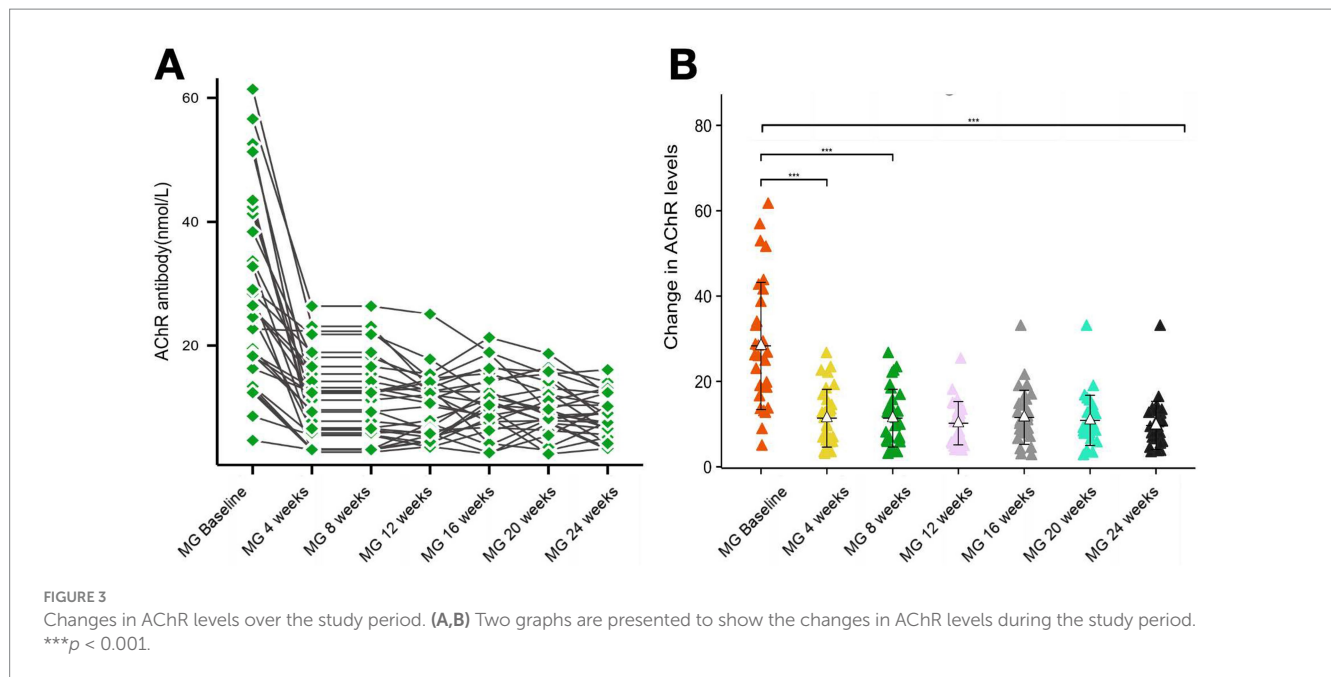 A
B
60
40
20
AChR antibody(nmol/L)
MG Baseline
MG 4 weeks
MG 8 weeks
MG 12 weeks
MG 16 weeks
MG 20 weeks
MG 24 weeks
80
60
40
20
0
Change in AChR levels
***
***
***
MG Baseline
MG 4 weeks
MG 8 weeks
MG 12 weeks
MG 16 weeks
MG 20 weeks
MG 24 weeks
FIGURE 3
Changes in AChR levels over the study period. (A,B) Two graphs are presented to show the changes in AChR levels during the study period.
***p < 0.001.